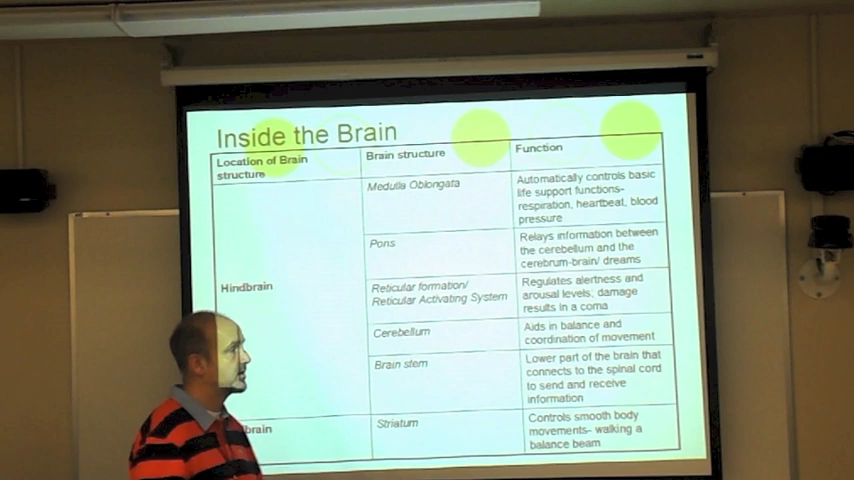 Inside the Brain
Location of Brain
structure
Brain structure
Function
Hindbrain
Medulla Oblongata
Automatically controls basic
life support functions-
respiration, heartbeat, blood
pressure
Pons
Relays information between
the cerebellum and the
cerebrum-brain/ dreams
Reticular formation/
Reticular Activating System
Regulates alertness and
arousal levels; damage
results in a coma
Cerebellum
Aids in balance and
coordination of movement
Brain stem
Lower part of the brain that
connects to the spinal cord
to send and receive
information
brain
Striatum
Controls smooth body
movements- walking a
balance beam